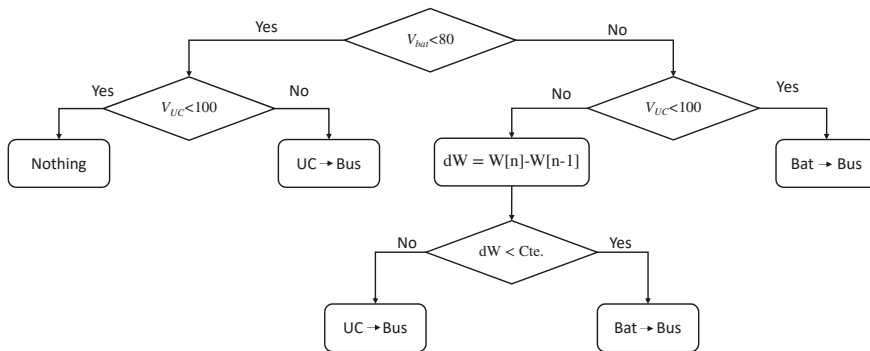 Yes
V_bat<80
No
Yes
V_UC<100
No
No
V_UC<100
Yes
Nothing
UC → Bus
dW = W[n]-W[n-1]
Bat → Bus
No
dW < Cte.
Yes
UC → Bus
Bat → Bus